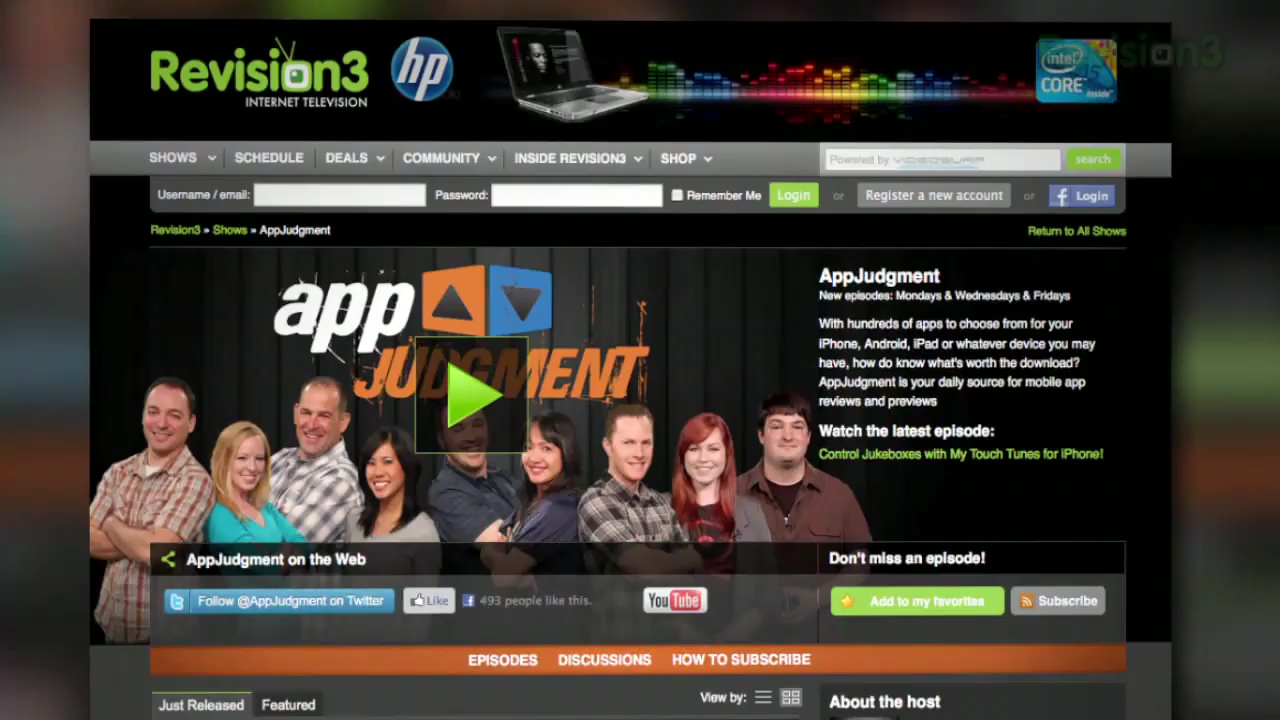 Revision3
INTERNET TELEVISION
hp
intel
CORE i5
inside
Revision3
SHOWS
SCHEDULE
DEALS
COMMUNITY
INSIDE REVISION3
SHOP
Powered by VIDEOSURF
search
Username / email:
Password:
Remember Me
Login
or
Register a new account
or
f Login
Revision3 » Shows » AppJudgment
Return to All Shows
app
JUDGMENT
AppJudgment
New episodes: Mondays & Wednesdays & Fridays
With hundreds of apps to choose from for your
iPhone, Android, iPad or whatever device you may
have, how do know what's worth the download?
AppJudgment is your daily source for mobile app
reviews and previews
Watch the latest episode:
Control Jukeboxes with My Touch Tunes for iPhone!
AppJudgment on the Web
Don't miss an episode!
Follow @AppJudgment on Twitter
Like
493 people like this.
YouTube
Add to my favorites
Subscribe
EPISODES
DISCUSSIONS
HOW TO SUBSCRIBE
Just Released
Featured
View by:
About the host